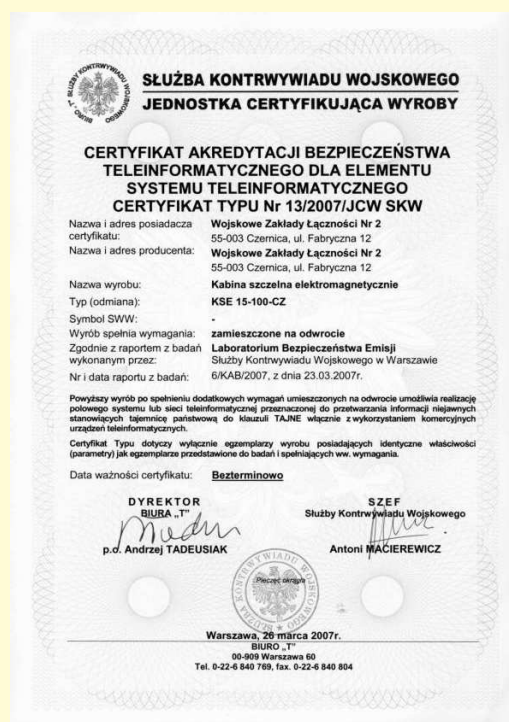 SŁUŻBA KONTRWYWIADU WOJSKOWEGO
BIURO „T”
SŁUŻBA KONTRWYWIADU WOJSKOWEGO
JEDNOSTKA CERTYFIKUJĄCA WYROBY
CERTYFIKAT AKREDYTACJI BEZPIECZEŃSTWA
TELEINFORMATYCZNEGO DLA ELEMENTU
SYSTEMU TELEINFORMATYCZNEGO
CERTYFIKAT TYPU Nr 13/2007/JCW SKW
Nazwa i adres posiadacza certyfikatu: Wojskowe Zakłady Łączności Nr 2
55-003 Czernica, ul. Fabryczna 12
Nazwa i adres producenta: Wojskowe Zakłady Łączności Nr 2
55-003 Czernica, ul. Fabryczna 12
Nazwa wyrobu: Kabina szczelna elektromagnetycznie
Typ (odmiana): KSE 15-100-CZ
Symbol SWW: -
Wyrób spełnia wymagania: zamieszczone na odwrocie
Zgodnie z raportem z badań Laboratorium Bezpieczeństwa Emisji
wykonanym przez: Służby Kontrwywiadu Wojskowego w Warszawie
Nr i data raportu z badań: 6/KAB/2007, z dnia 23.03.2007r.
Powyższy wyrób po spełnieniu dodatkowych wymagań umieszczonych na odwrocie umożliwia realizację
polowego systemu lub sieci teleinformatycznej przeznaczonej do przetwarzania informacji niejawnych
stanowiących tajemnicę państwową do klauzuli TAJNE włącznie z wykorzystaniem komercyjnych
urządzeń teleinformatycznych.
Certyfikat Typu dotyczy wyłącznie egzemplarzy wyrobu posiadających identyczne właściwości
(parametry) jak egzemplarze przedstawione do badań i spełniających ww. wymagania.
Data ważności certyfikatu: Bezterminowo
DYREKTOR
BIURA „T”
p.o. Andrzej TADEUSIAK
SZEF
Służby Kontrwywiadu Wojskowego
Antoni MACIEREWICZ
Pieczęć okrągła
Warszawa, 26 marca 2007r.
BIURO „T”
00-909 Warszawa 60
Tel. 0-22-6 840 769, fax. 0-22-6 840 804